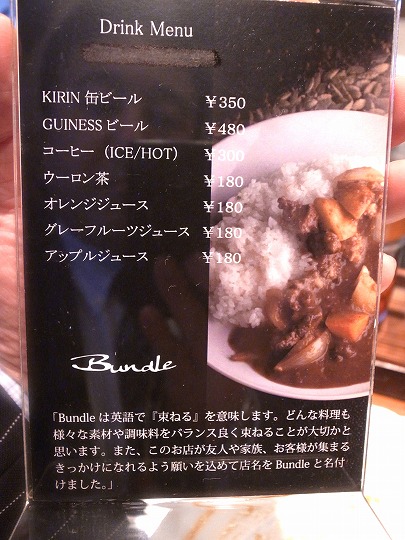 Drink Menu
KIRIN 缶ビール ￥350
GUINESS ビール ￥480
コーヒー（ICE/HOT） ￥300
ウーロン茶 ￥180
オレンジジュース ￥180
グレーフルーツジュース ￥180
アップルジュース ￥180
Bundle
「Bundle は英語で『束ねる』を意味します。どんな料理も
様々な素材や調味料をバランス良く束ねることが大切かと
思います。また、このお店が友人や家族、お客様が集まる
きっかけになれるよう願いを込めて店名を Bundle と名付
けました。」